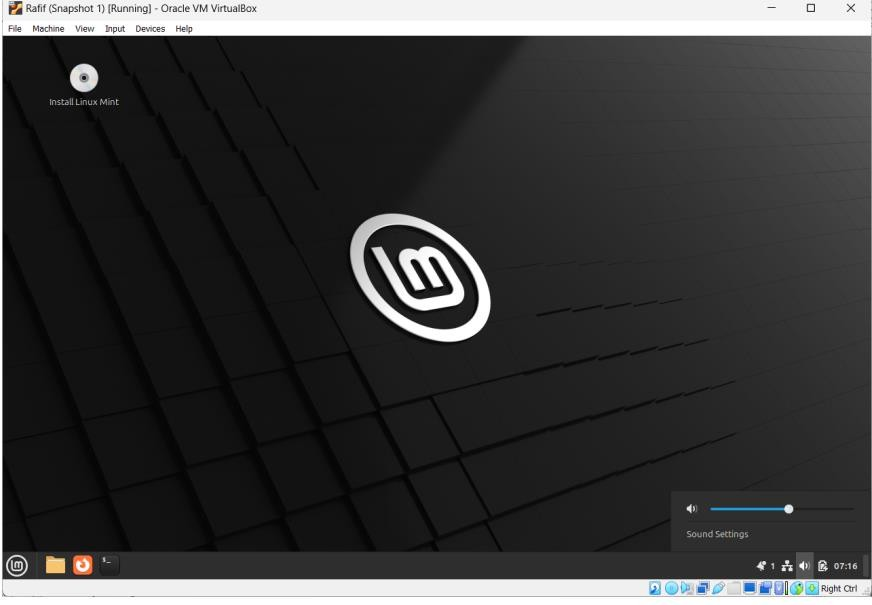 Rafif (Snapshot 1) [Running] - Oracle VM VirtualBox
File Machine View Input Devices Help
Install Linux Mint
Sound Settings
1 07:16
Right Ctrl